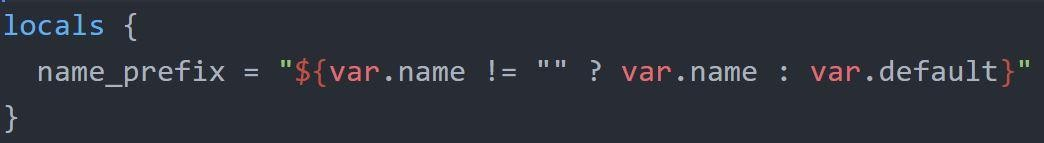 locals {
  name_prefix = "${var.name != "" ? var.name : var.default}"
}